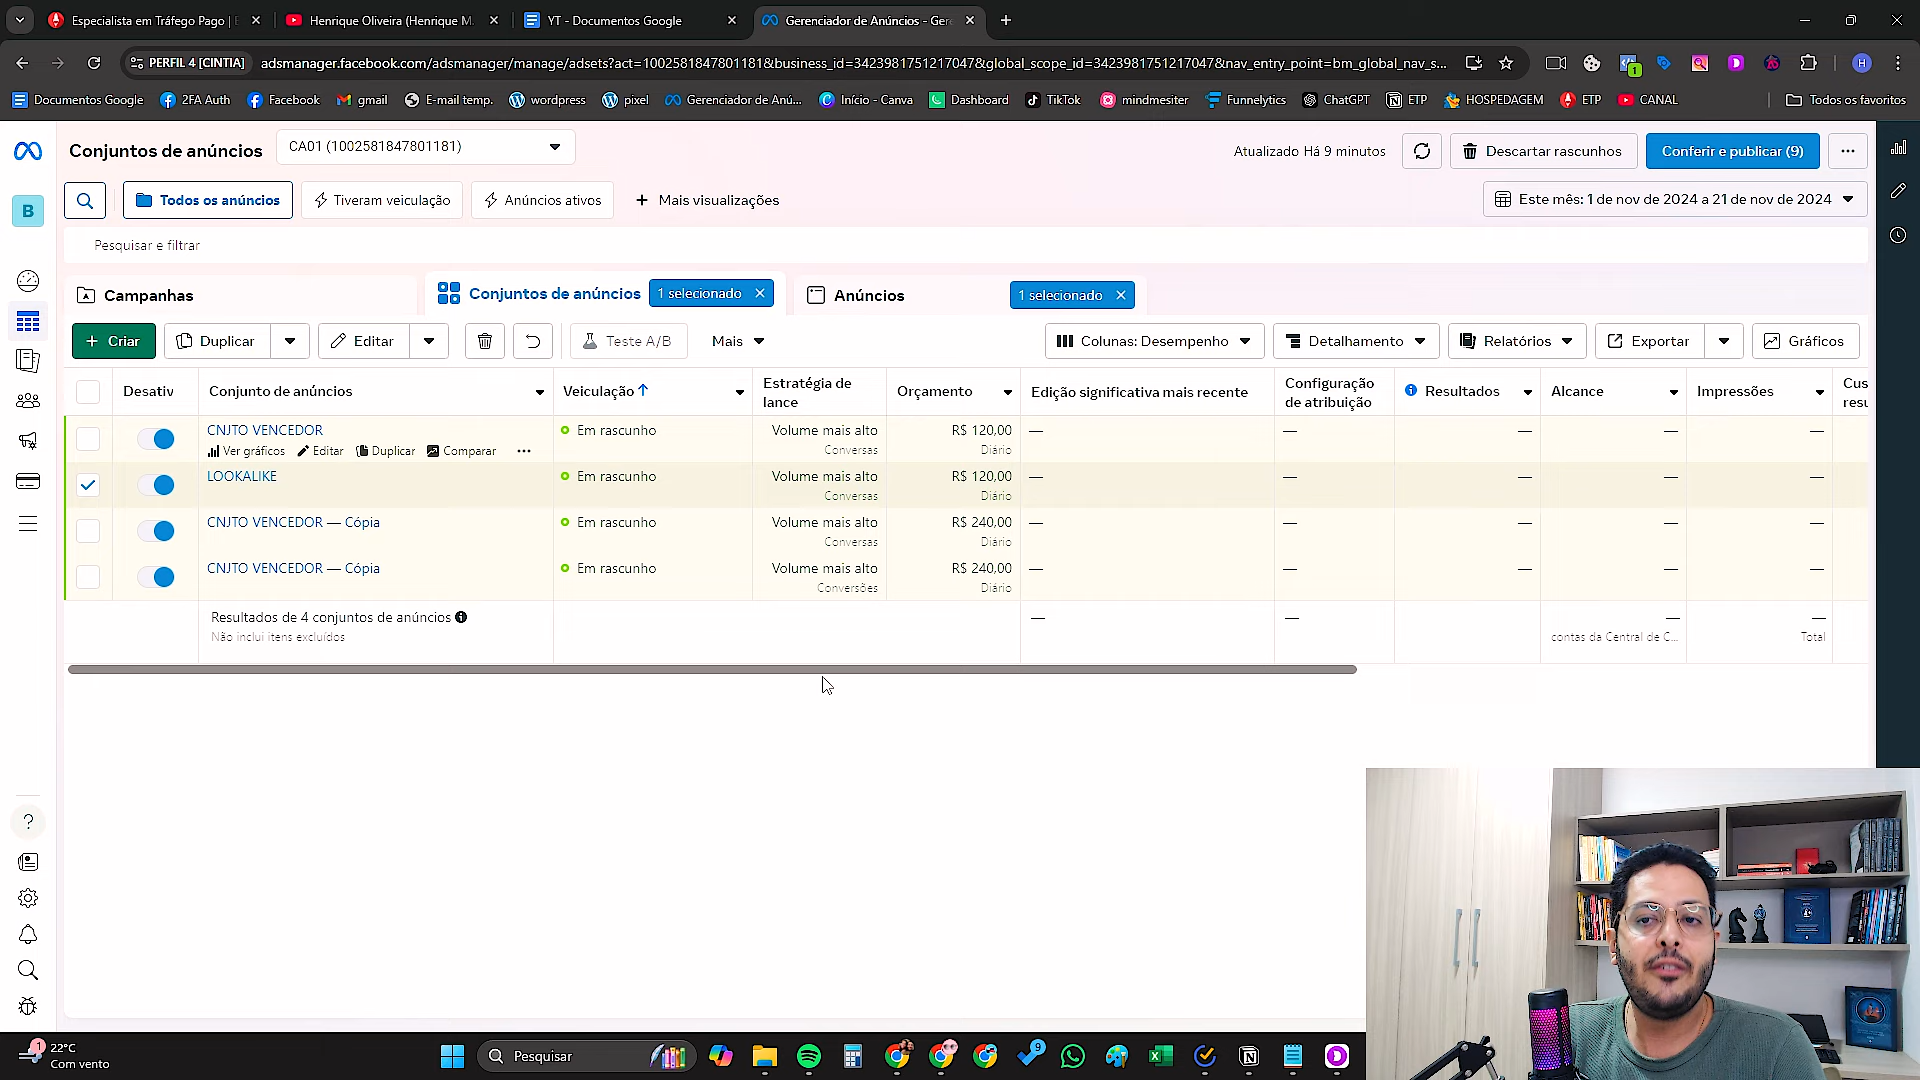 Especialista em Tráfego Pago |
Henrique Oliveira (Henrique M.
YT - Documentos Google
Gerenciador de Anúncios - Ger
PERFIL 4 [CINTIA]
adsmanager.facebook.com/adsmanager/manage/adsets?act=1002581847801181&business_id=3423981751217047&global_scope_id=3423981751217047&nav_entry_point=bm_global_nav_s...
1
H
Documentos Google
2FA Auth
Facebook
gmail
E-mail temp.
wordpress
pixel
Gerenciador de Anú...
Início - Canva
Dashboard
TikTok
mindmesiter
Funnelytics
ChatGPT
ETP
HOSPEDAGEM
ETP
CANAL
Todos os favoritos
Conjuntos de anúncios
CA01 (1002581847801181)
Atualizado Há 9 minutos
Descartar rascunhos
Conferir e publicar (9)
B
Todos os anúncios
Tiveram veiculação
Anúncios ativos
Mais visualizações
Este mês: 1 de nov de 2024 a 21 de nov de 2024
Pesquisar e filtrar
Campanhas
Conjuntos de anúncios
1 selecionado
Anúncios
1 selecionado
+ Criar
Duplicar
Editar
Teste A/B
Mais
Colunas: Desempenho
Detalhamento
Relatórios
Exportar
Gráficos
Desativ
Conjunto de anúncios
Veiculação
Estratégia de lance
Orçamento
Edição significativa mais recente
Configuração de atribuição
Resultados
Alcance
Impressões
Cus
resu
CNJTO VENCEDOR
Em rascunho
Volume mais alto
R$ 120,00
—
—
—
—
—
Ver gráficos
Editar
Duplicar
Comparar
Conversas
Diário
LOOKALIKE
Em rascunho
Volume mais alto
R$ 120,00
—
—
—
—
—
Conversas
Diário
CNJTO VENCEDOR — Cópia
Em rascunho
Volume mais alto
R$ 240,00
—
—
—
—
—
Conversas
Diário
CNJTO VENCEDOR — Cópia
Em rascunho
Volume mais alto
R$ 240,00
—
—
—
—
—
Conversões
Diário
Resultados de 4 conjuntos de anúncios
—
—
—
—
Não inclui itens excluídos
contas da Central de C...
Total
1
22°C
Com vento
Pesquisar
9